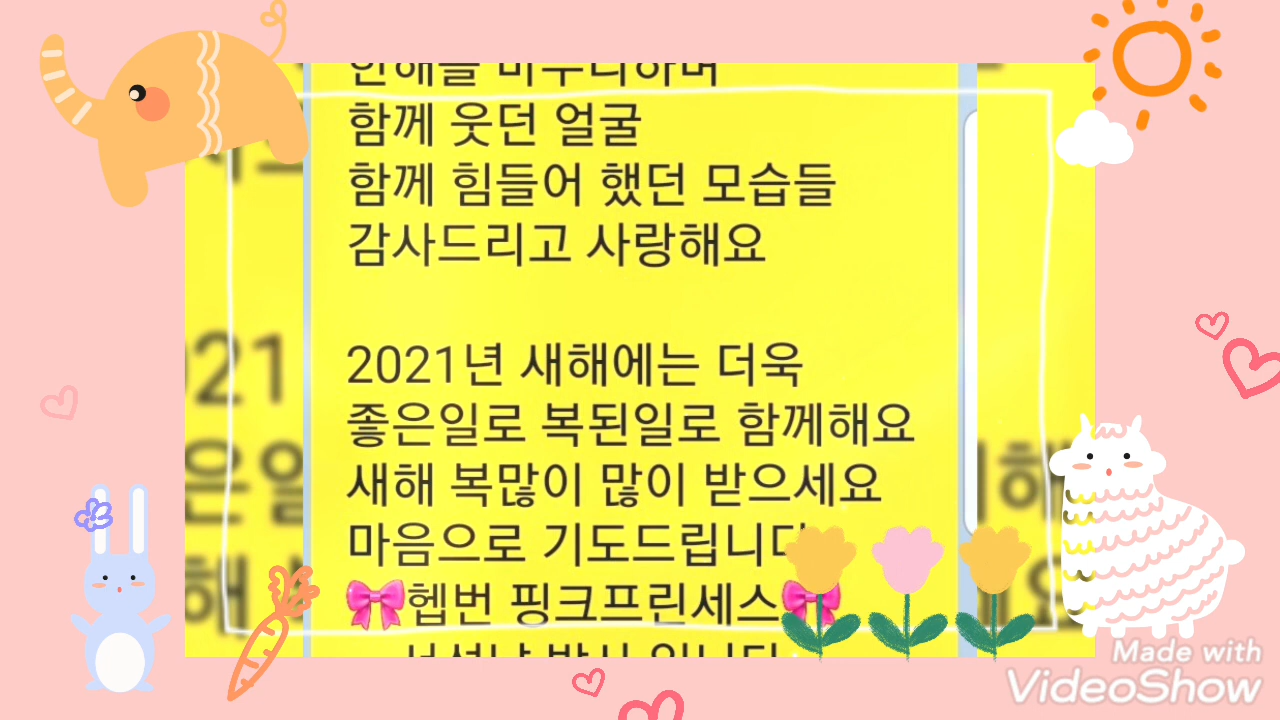 함께 웃던 얼굴
함께 힘들어 했던 모습들
감사드리고 사랑해요
2021년 새해에는 더욱
좋은일로 복된일로 함께해요
새해 복많이 많이 받으세요
마음으로 기도드립니다
🎀헵번 핑크프린세스🎀
Made with
VideoShow